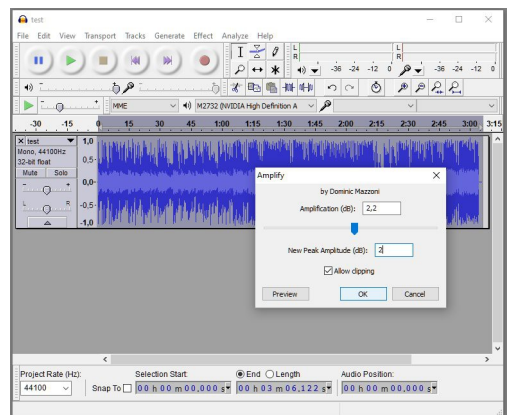 test
File Edit View Transport Tracks Generate Effect Analyze Help
L
R
-36 -24 -12 0
-36 -24 -12 0
MME
M2732 (NVIDIA High Definition A
-30 -15 0 15 30 45 1:00 1:15 1:30 1:45 2:00 2:15 2:30 2:45 3:00 3:15
test
Mono, 44100Hz
32-bit float
Mute Solo
- +
L R
1,0
0,5-
0,0-
-0,5-
-1,0
Amplify
by Dominic Mazzoni
Amplification (dB): 2,2
New Peak Amplitude (dB): 2
Allow clipping
Preview OK Cancel
Project Rate (Hz): Selection Start: End Length Audio Position:
44100 Snap To 00 h 00 m 00,000 s 00 h 03 m 06,122 s 00 h 00 m 00,000 s